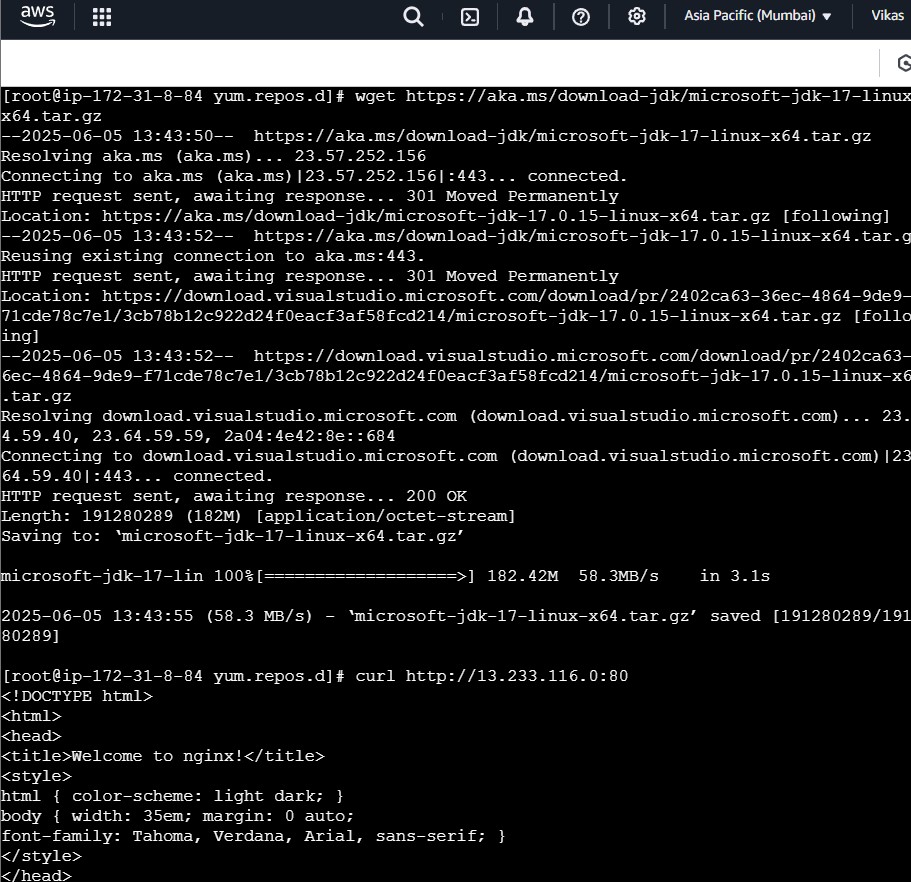 aws
Asia Pacific (Mumbai) ▼
Vikas
[root@ip-172-31-8-84 yum.repos.d]# wget https://aka.ms/download-jdk/microsoft-jdk-17-linux
x64.tar.gz
--2025-06-05 13:43:50--  https://aka.ms/download-jdk/microsoft-jdk-17-linux-x64.tar.gz
Resolving aka.ms (aka.ms)... 23.57.252.156
Connecting to aka.ms (aka.ms)|23.57.252.156|:443... connected.
HTTP request sent, awaiting response... 301 Moved Permanently
Location: https://aka.ms/download-jdk/microsoft-jdk-17.0.15-linux-x64.tar.gz [following]
--2025-06-05 13:43:52--  https://aka.ms/download-jdk/microsoft-jdk-17.0.15-linux-x64.tar.g
Reusing existing connection to aka.ms:443.
HTTP request sent, awaiting response... 301 Moved Permanently
Location: https://download.visualstudio.microsoft.com/download/pr/2402ca63-36ec-4864-9de9-
71cde78c7e1/3cb78b12c922d24f0eacf3af58fcd214/microsoft-jdk-17.0.15-linux-x64.tar.gz [follo
ing]
--2025-06-05 13:43:52--  https://download.visualstudio.microsoft.com/download/pr/2402ca63-
6ec-4864-9de9-f71cde78c7e1/3cb78b12c922d24f0eacf3af58fcd214/microsoft-jdk-17.0.15-linux-x6
.tar.gz
Resolving download.visualstudio.microsoft.com (download.visualstudio.microsoft.com)... 23.
4.59.40, 23.64.59.59, 2a04:4e42:8e::684
Connecting to download.visualstudio.microsoft.com (download.visualstudio.microsoft.com)|23
64.59.40|:443... connected.
HTTP request sent, awaiting response... 200 OK
Length: 191280289 (182M) [application/octet-stream]
Saving to: ‘microsoft-jdk-17-linux-x64.tar.gz’
microsoft-jdk-17-lin 100%[===================>] 182.42M  58.3MB/s    in 3.1s
2025-06-05 13:43:55 (58.3 MB/s) - ‘microsoft-jdk-17-linux-x64.tar.gz’ saved [191280289/191
80289]
[root@ip-172-31-8-84 yum.repos.d]# curl http://13.233.116.0:80
<!DOCTYPE html>
<html>
<head>
<title>Welcome to nginx!</title>
<style>
html { color-scheme: light dark; }
body { width: 35em; margin: 0 auto;
font-family: Tahoma, Verdana, Arial, sans-serif; }
</style>
</head>